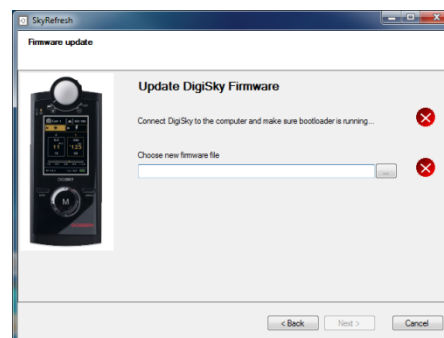 SkyRefresh
Firmware update
Update DigiSky Firmware
Connect DigiSky to the computer and make sure bootloader is running...
Choose new firmware file
...
M
< Back
Next >
Cancel